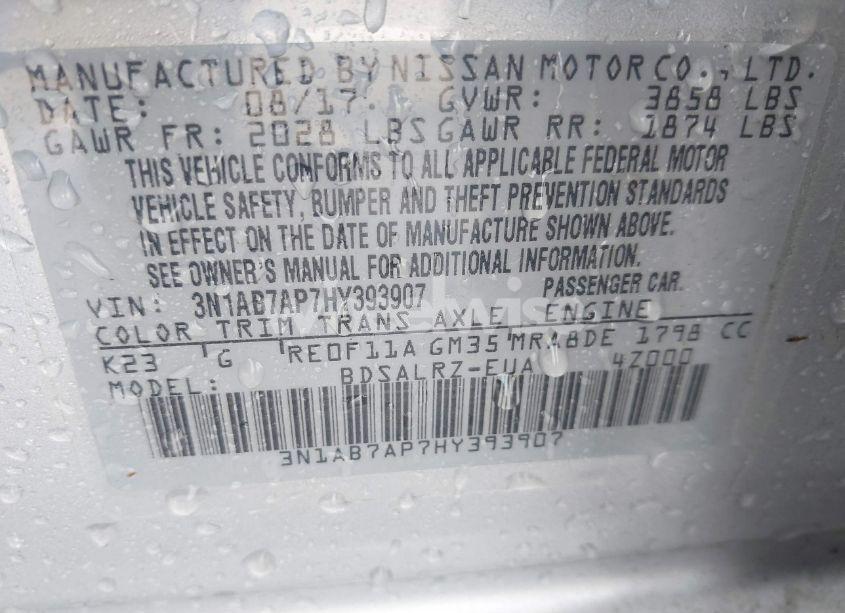 MANUFACTURED BY NISSAN MOTOR CO., LTD.
DATE: 08/17 GVWR: 3858 LBS
GAWR FR: 2028 LBS GAWR RR: 1874 LBS
THIS VEHICLE CONFORMS TO ALL APPLICABLE FEDERAL MOTOR
VEHICLE SAFETY, BUMPER AND THEFT PREVENTION STANDARDS
IN EFFECT ON THE DATE OF MANUFACTURE SHOWN ABOVE.
SEE OWNER'S MANUAL FOR ADDITIONAL INFORMATION.
VIN: 3N1AB7AP7HY393907 PASSENGER CAR.
COLOR TRIM TRANS AXLE ENGINE
K23 G RE0F11A GM35 MRA8DE 1798 CC
MODEL: BDSALRZ-EUA 4Z000
3N1AB7AP7HY393907